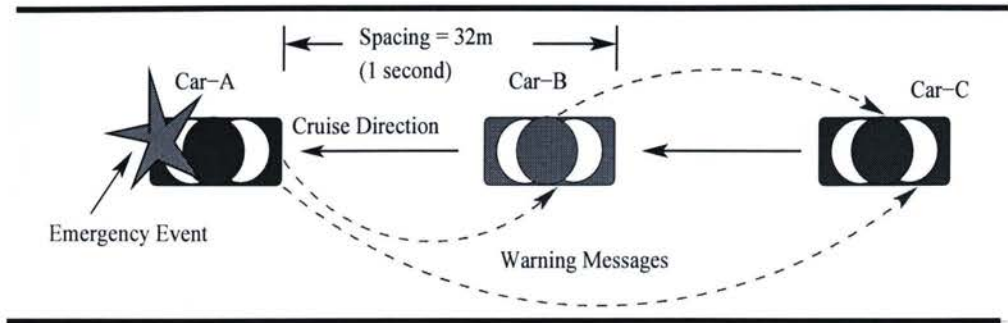 Spacing = 32m
(1 second)
Car−A
Car−B
Car−C
Cruise Direction
Emergency Event
Warning Messages